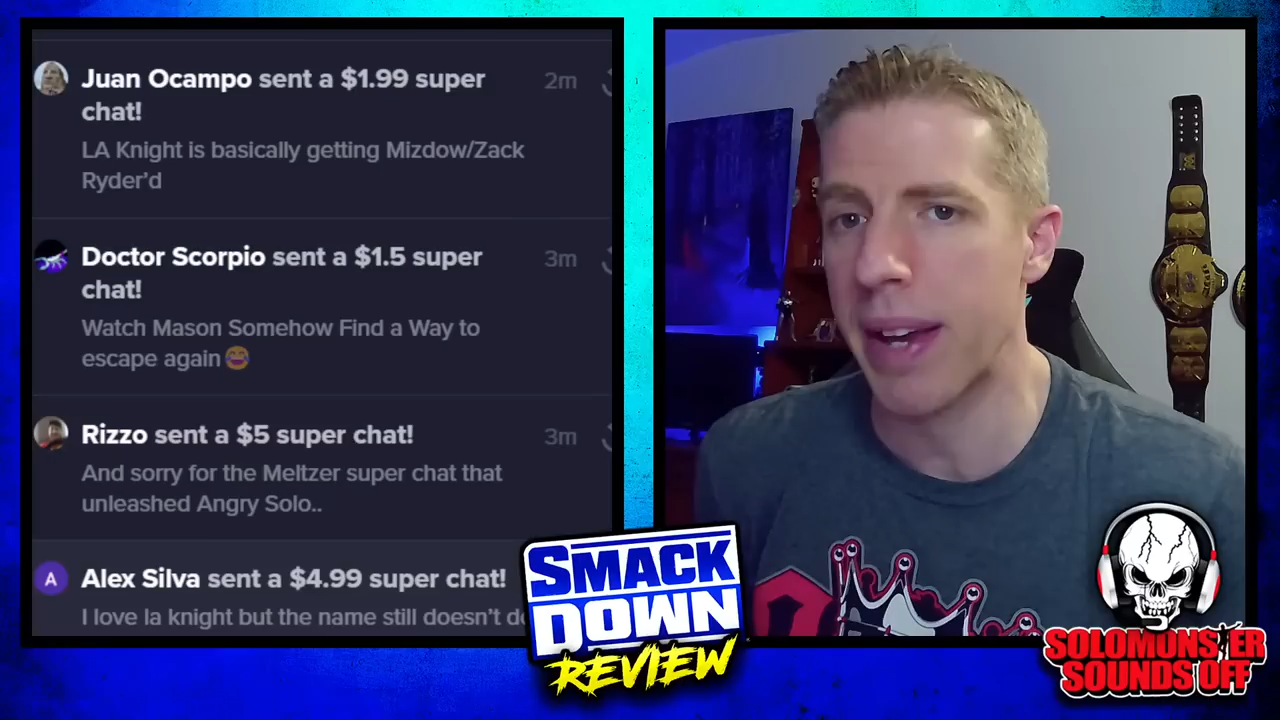 Juan Ocampo sent a $1.99 super
chat!
2m
LA Knight is basically getting Mizdow/Zack
Ryder'd
Doctor Scorpio sent a $1.5 super
chat!
3m
Watch Mason Somehow Find a Way to
escape again😂
Rizzo sent a $5 super chat!
3m
And sorry for the Meltzer super chat that
unleashed Angry Solo..
A
Alex Silva sent a $4.99 super chat!
I love la knight but the name still doesn't
SMACK
DOWN
REVIEW
SOLOMONSTER
SOUNDS OFF